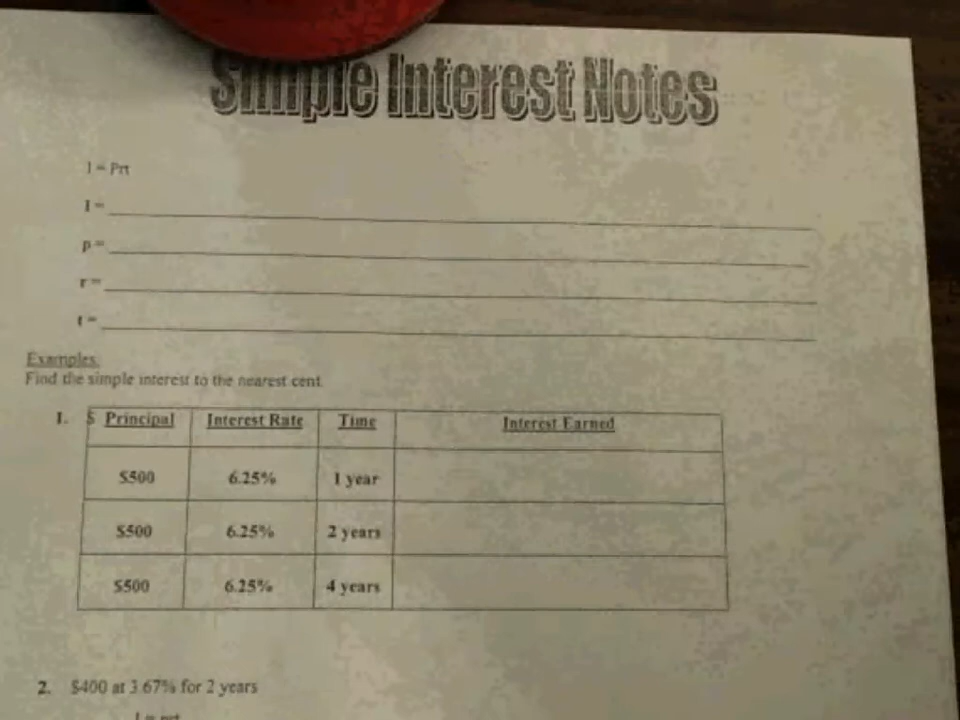 Simple Interest Notes
I = Prt
I =
p =
r =
t =
Examples:
Find the simple interest to the nearest cent
1. $ Principal Interest Rate Time Interest Earned
$500 6.25% 1 year
$500 6.25% 2 years
$500 6.25% 4 years
2. $400 at 3.67% for 2 years
I = prt